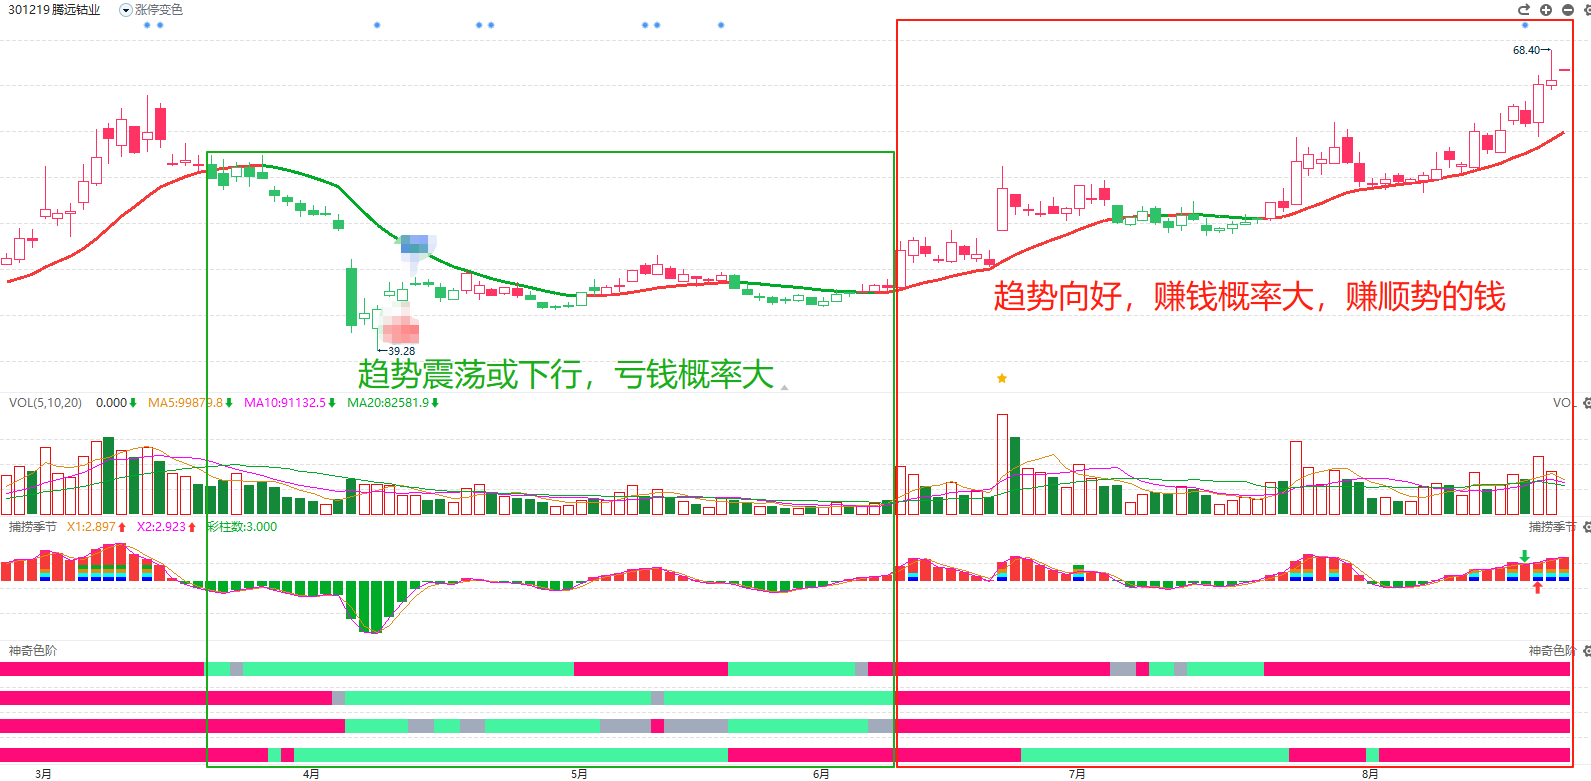 301219 腾远钴业 涨停变色
68.40
39.28
趋势向好，赚钱概率大，赚顺势的钱
趋势震荡或下行，亏钱概率大
VOL(5,10,20) 0.000 MA5:99879.8 MA10:91132.5 MA20:82581.9 VOL
捕捞季节 X1:2.897 X2:2.923 彩柱数:3.000 捕捞季节
神奇色阶 神奇色阶
3月 4月 5月 6月 7月 8月